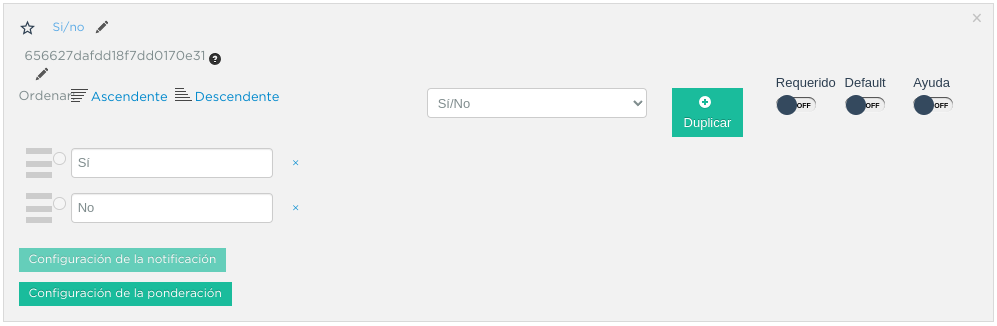 ×
Si/no
656627dafdd18f7dd0170e31 ?
Ordenar Ascendente Descendente
Sí/No
Duplicar
Requerido Default Ayuda
OFF OFF OFF
Sí ×
No ×
Configuración de la notificación
Configuración de la ponderación